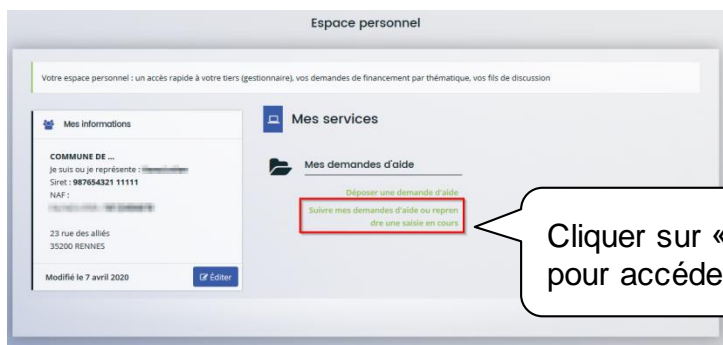 Espace personnel
Votre espace personnel : un accès rapide à votre tiers (gestionnaire), vos demandes de financement par thématique, vos fils de discussion
Mes informations
COMMUNE DE ...
Je suis ou je représente :
Siret : 987654321 11111
NAF :
23 rue des alliés
35200 RENNES
Modifié le 7 avril 2020
Éditer
Mes services
Mes demandes d'aide
Déposer une demande d'aide
Suivre mes demandes d'aide ou repren
dre une saisie en cours
Cliquer sur «
pour accéde